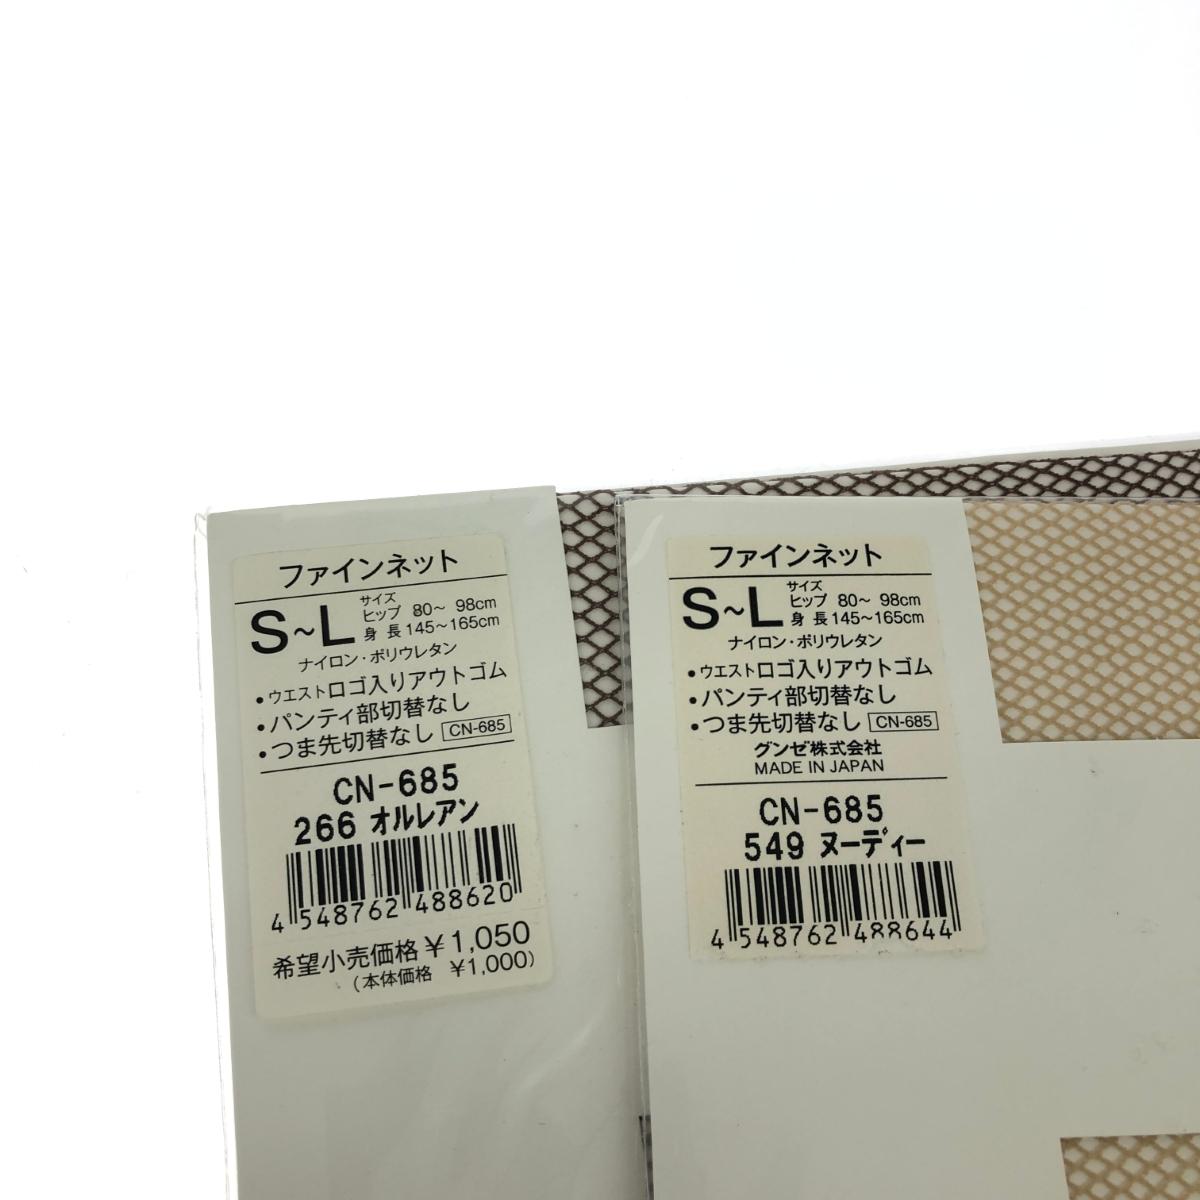 ファインネット
S~L
サイズ
ヒップ 80~ 98cm
身長 145~165cm
ナイロン・ポリウレタン
・ウエストロゴ入りアウトゴム
・パンティ部切替なし
・つま先切替なし CN-685
CN-685
266 オルレアン
4 548762 488620
希望小売価格 ¥1,050
(本体価格 ¥1,000)
ファインネット
S~L
サイズ
ヒップ 80~ 98cm
身長 145~165cm
ナイロン・ポリウレタン
・ウエストロゴ入りアウトゴム
・パンティ部切替なし
・つま先切替なし CN-685
グンゼ株式会社
MADE IN JAPAN
CN-685
549 ヌーディー
4 548762 488644